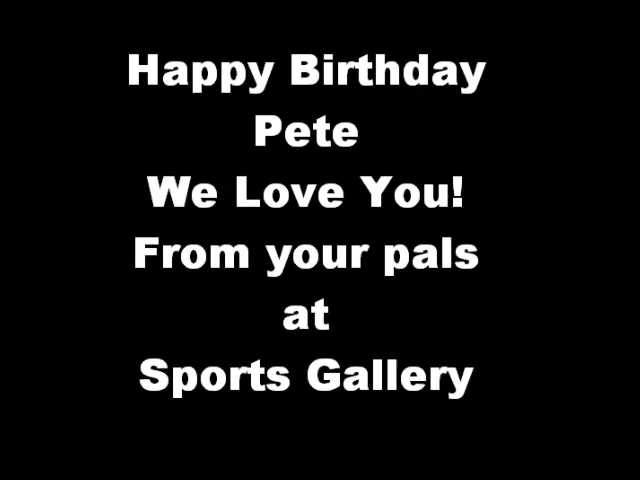 Happy Birthday
Pete
We Love You!
From your pals
at
Sports Gallery